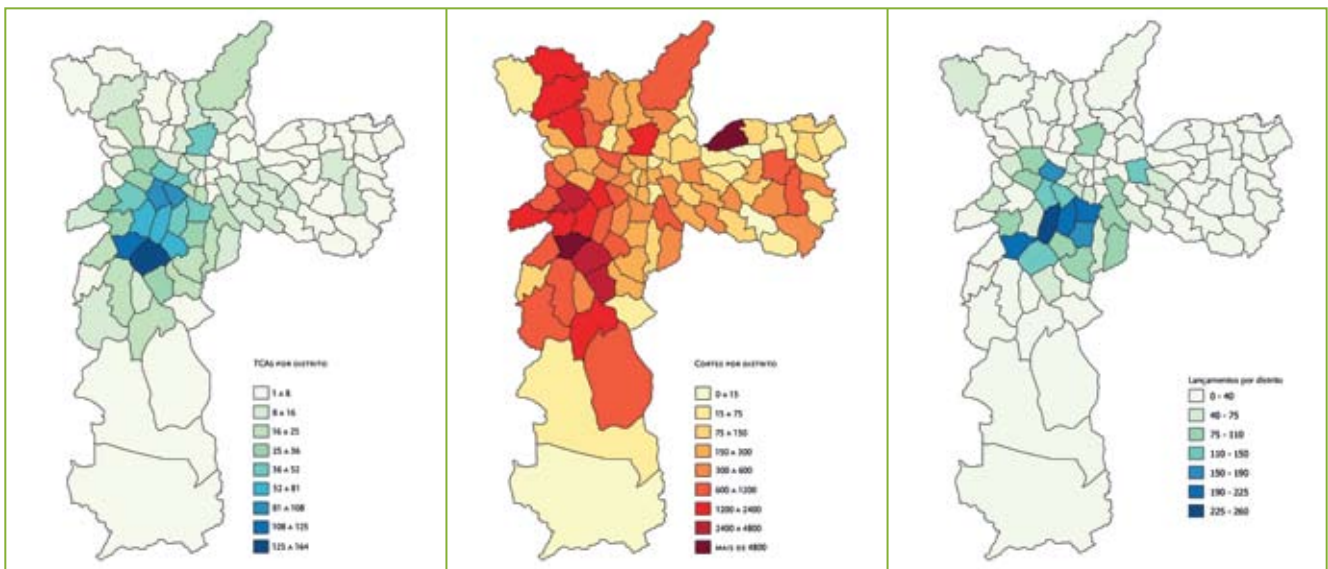 TCAs por distrito
1 a 8
8 a 16
16 a 25
25 a 36
36 a 52
52 a 81
81 a 108
108 a 125
125 a 164
Cortes por distrito
0 a 15
15 a 75
75 a 150
150 a 300
300 a 600
600 a 1200
1200 a 2400
2400 a 4800
mais de 4800
Lançamentos por distrito
0 - 40
40 - 75
75 - 110
110 - 150
150 - 190
190 - 225
225 - 260